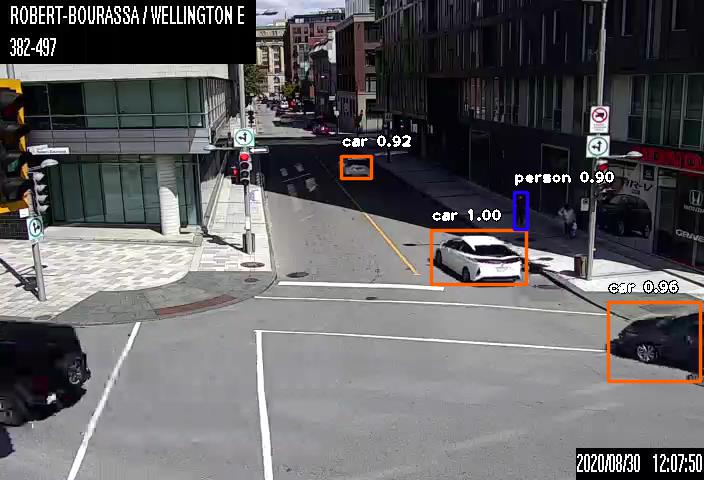 ROBERT-BOURASSA / WELLINGTON E
382-497
car 0.92
person 0.90
car 1.00
car 0.96
HR-V
HONDA
2020/08/30 12:07:50